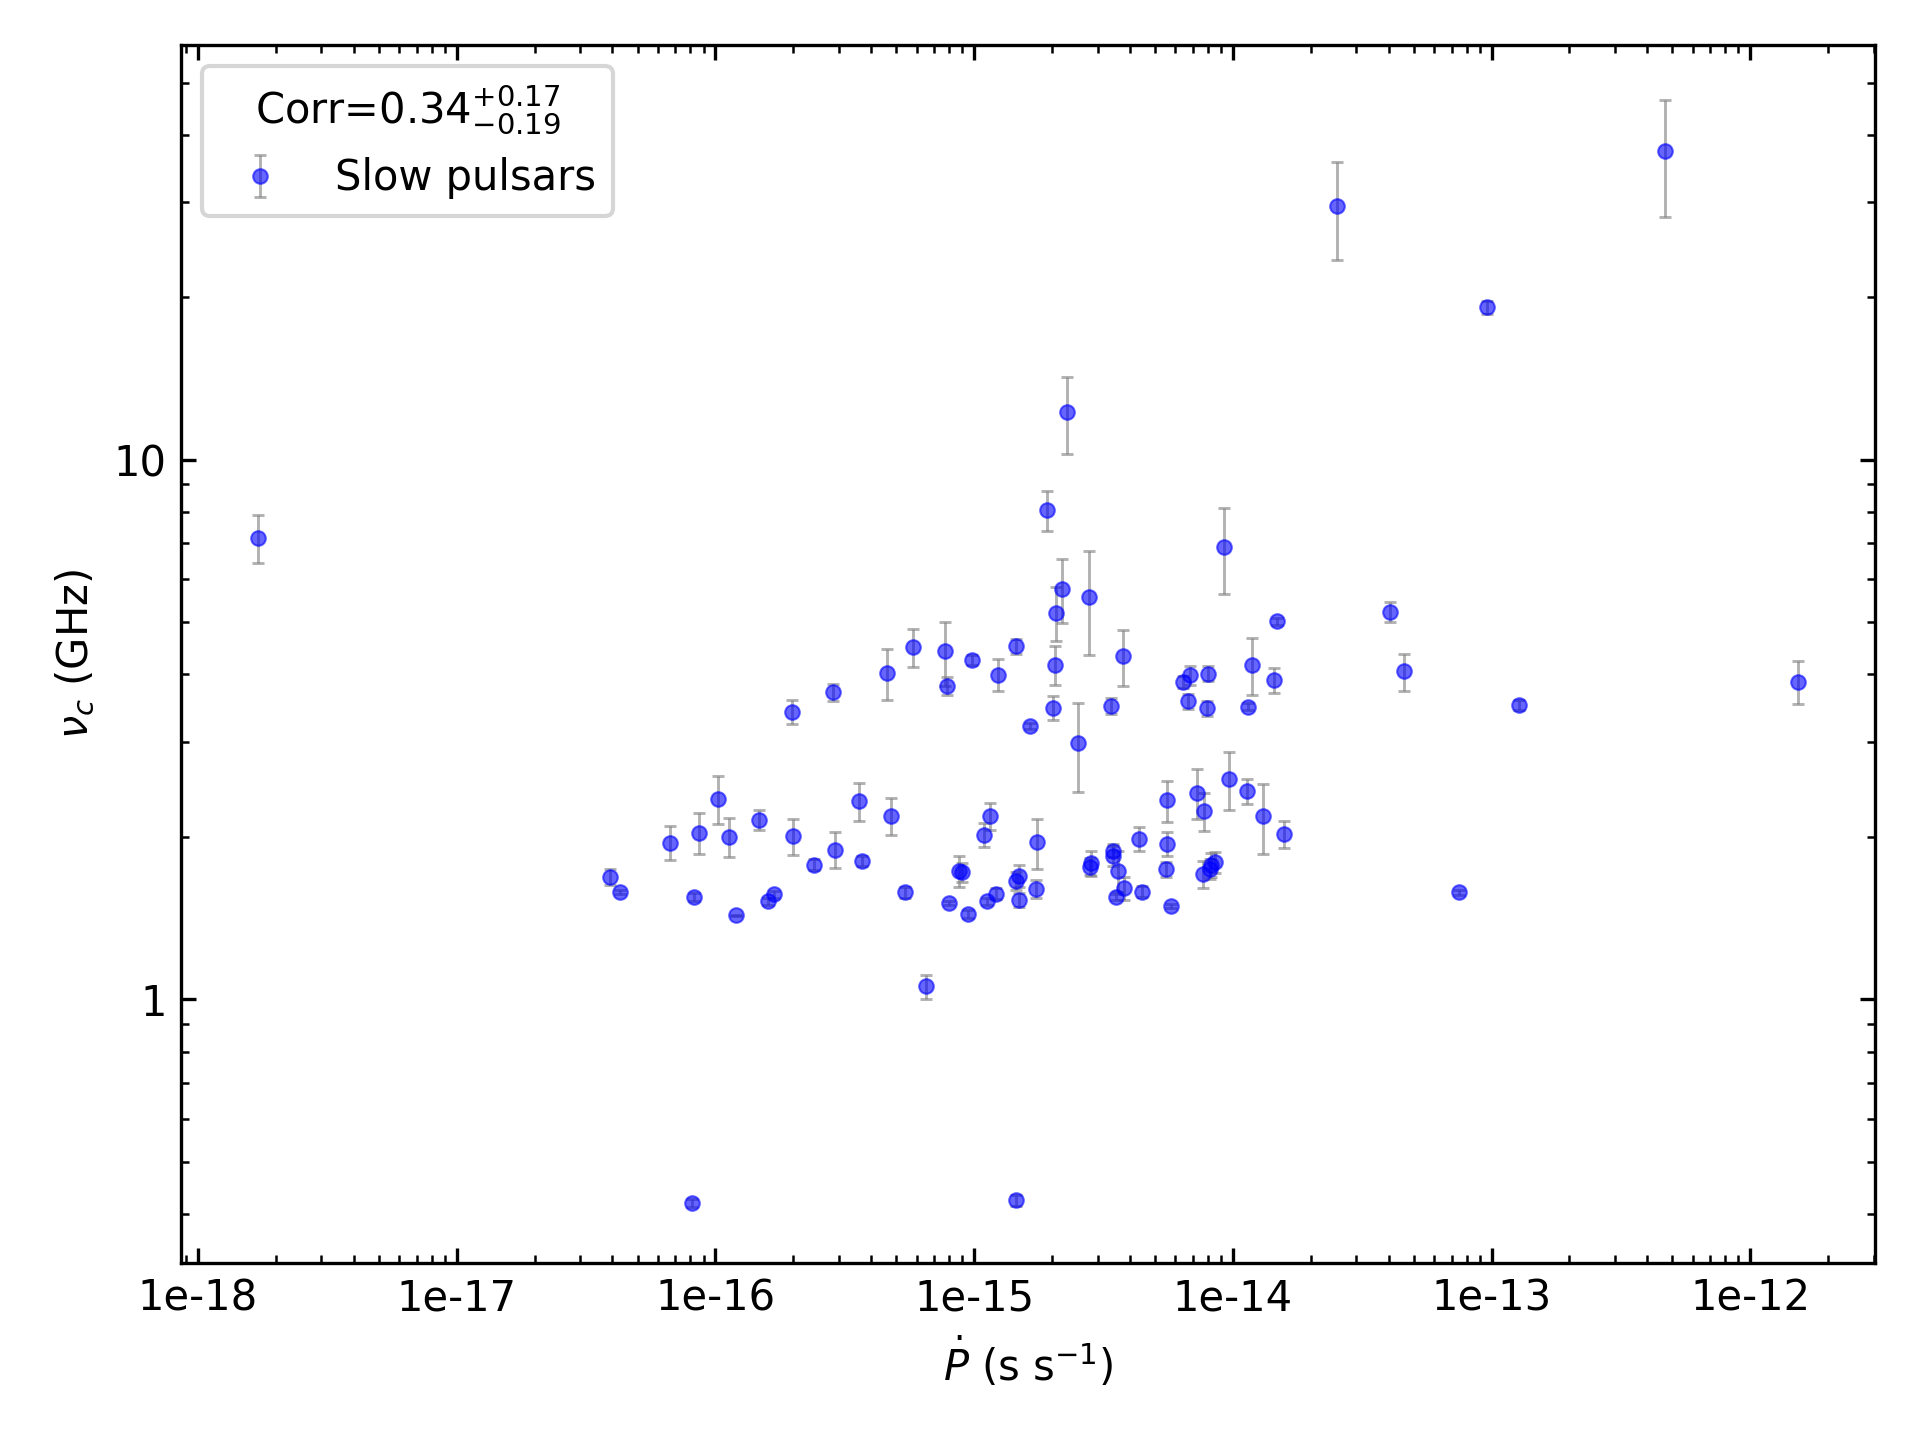 Corr=0.34$^{+0.17}_{-0.19}$
Slow pulsars
10
1
ν$_c$ (GHz)
1e-18 1e-17 1e-16 1e-15 1e-14 1e-13 1e-12
Ṗ (s s$^{-1}$)